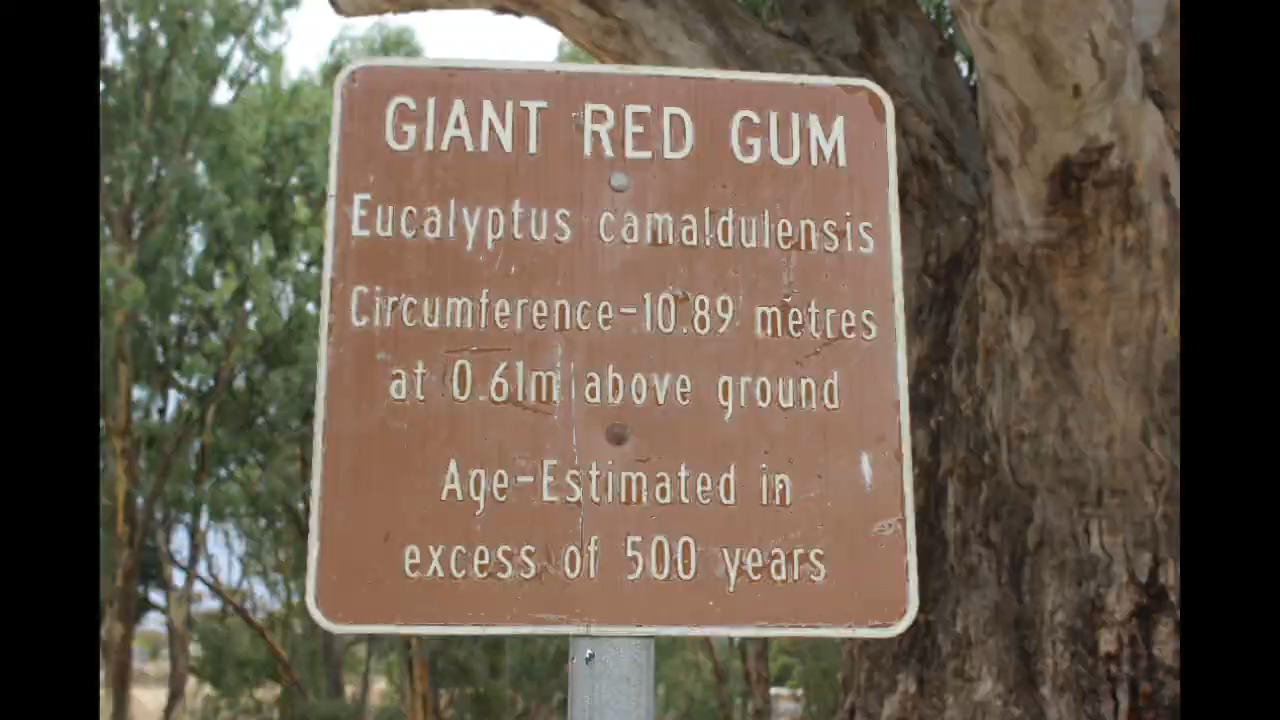 GIANT RED GUM
Eucalyptus camaldulensis
Circumference-10.89 metres
at 0.61m above ground
Age-Estimated in
excess of 500 years